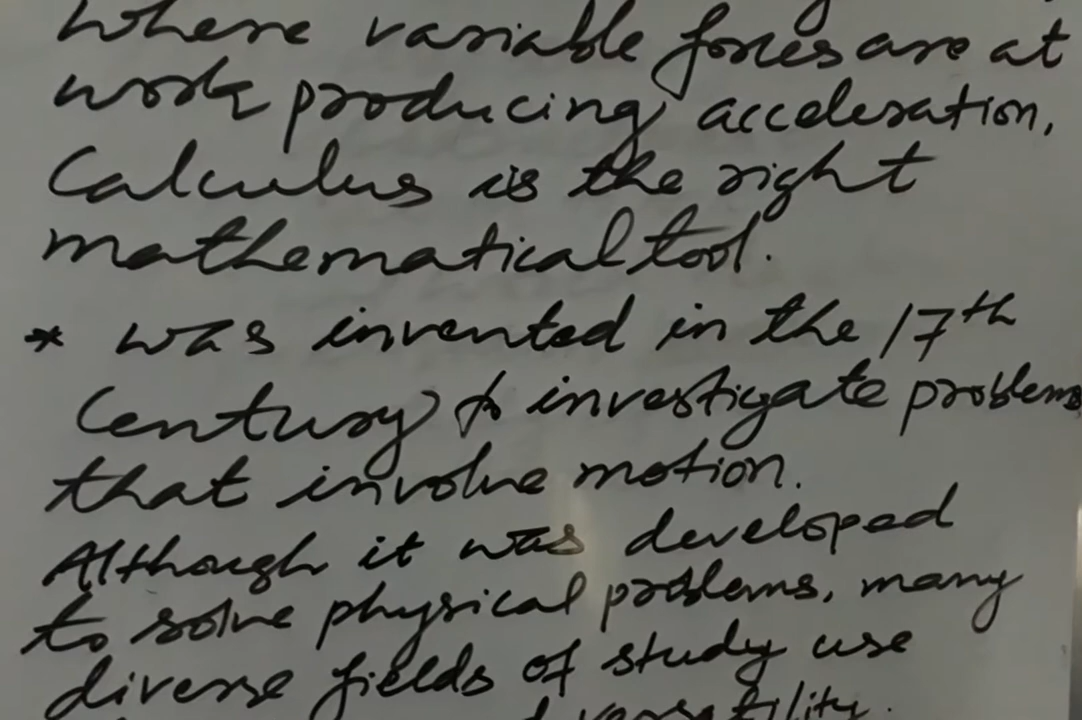 where variable forces are at
work producing acceleration,
Calculus is the right
mathematical tool.
* was invented in the 17th
Century to investigate problems
that involve motion.
Although it was developed
to solve physical problems, many
diverse fields of study use
versatility.